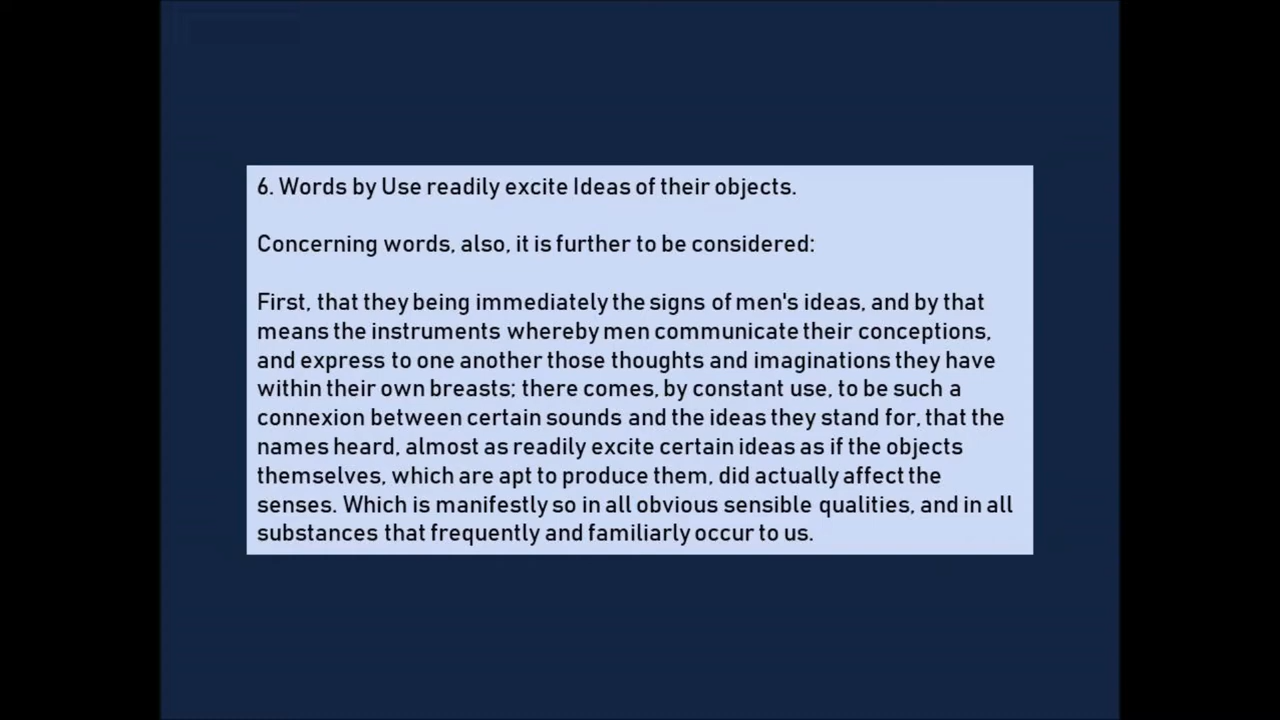 6. Words by Use readily excite Ideas of their objects.
Concerning words, also, it is further to be considered:
First, that they being immediately the signs of men's ideas, and by that
means the instruments whereby men communicate their conceptions,
and express to one another those thoughts and imaginations they have
within their own breasts; there comes, by constant use, to be such a
connexion between certain sounds and the ideas they stand for, that the
names heard, almost as readily excite certain ideas as if the objects
themselves, which are apt to produce them, did actually affect the
senses. Which is manifestly so in all obvious sensible qualities, and in all
substances that frequently and familiarly occur to us.